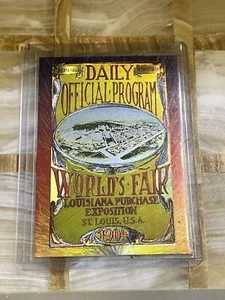 DAILY
OFFICIAL PROGRAM
WORLD'S FAIR
LOUISIANA PURCHASE
EXPOSITION
ST. LOUIS, U.S.A.
1904